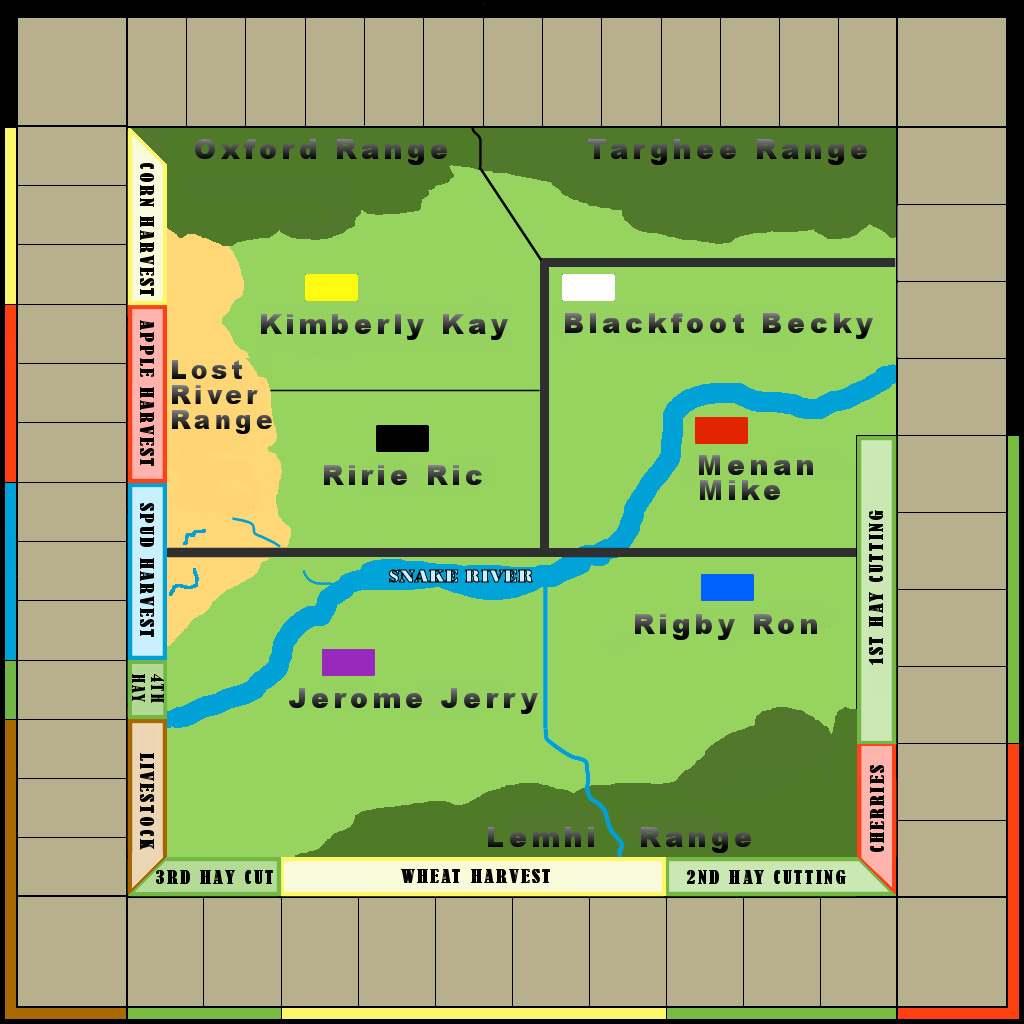 Oxford Range
Targhee Range
CORN HARVEST
Kimberly Kay
Blackfoot Becky
APPLE HARVEST
Lost
River
Range
Ririe Ric
Menan
Mike
SPUD HARVEST
SNAKE RIVER
1ST HAY CUTTING
Rigby Ron
4TH
HAY
Jerome Jerry
LIVESTOCK
CHERRIES
Lemhi Range
3RD HAY CUT
WHEAT HARVEST
2ND HAY CUTTING